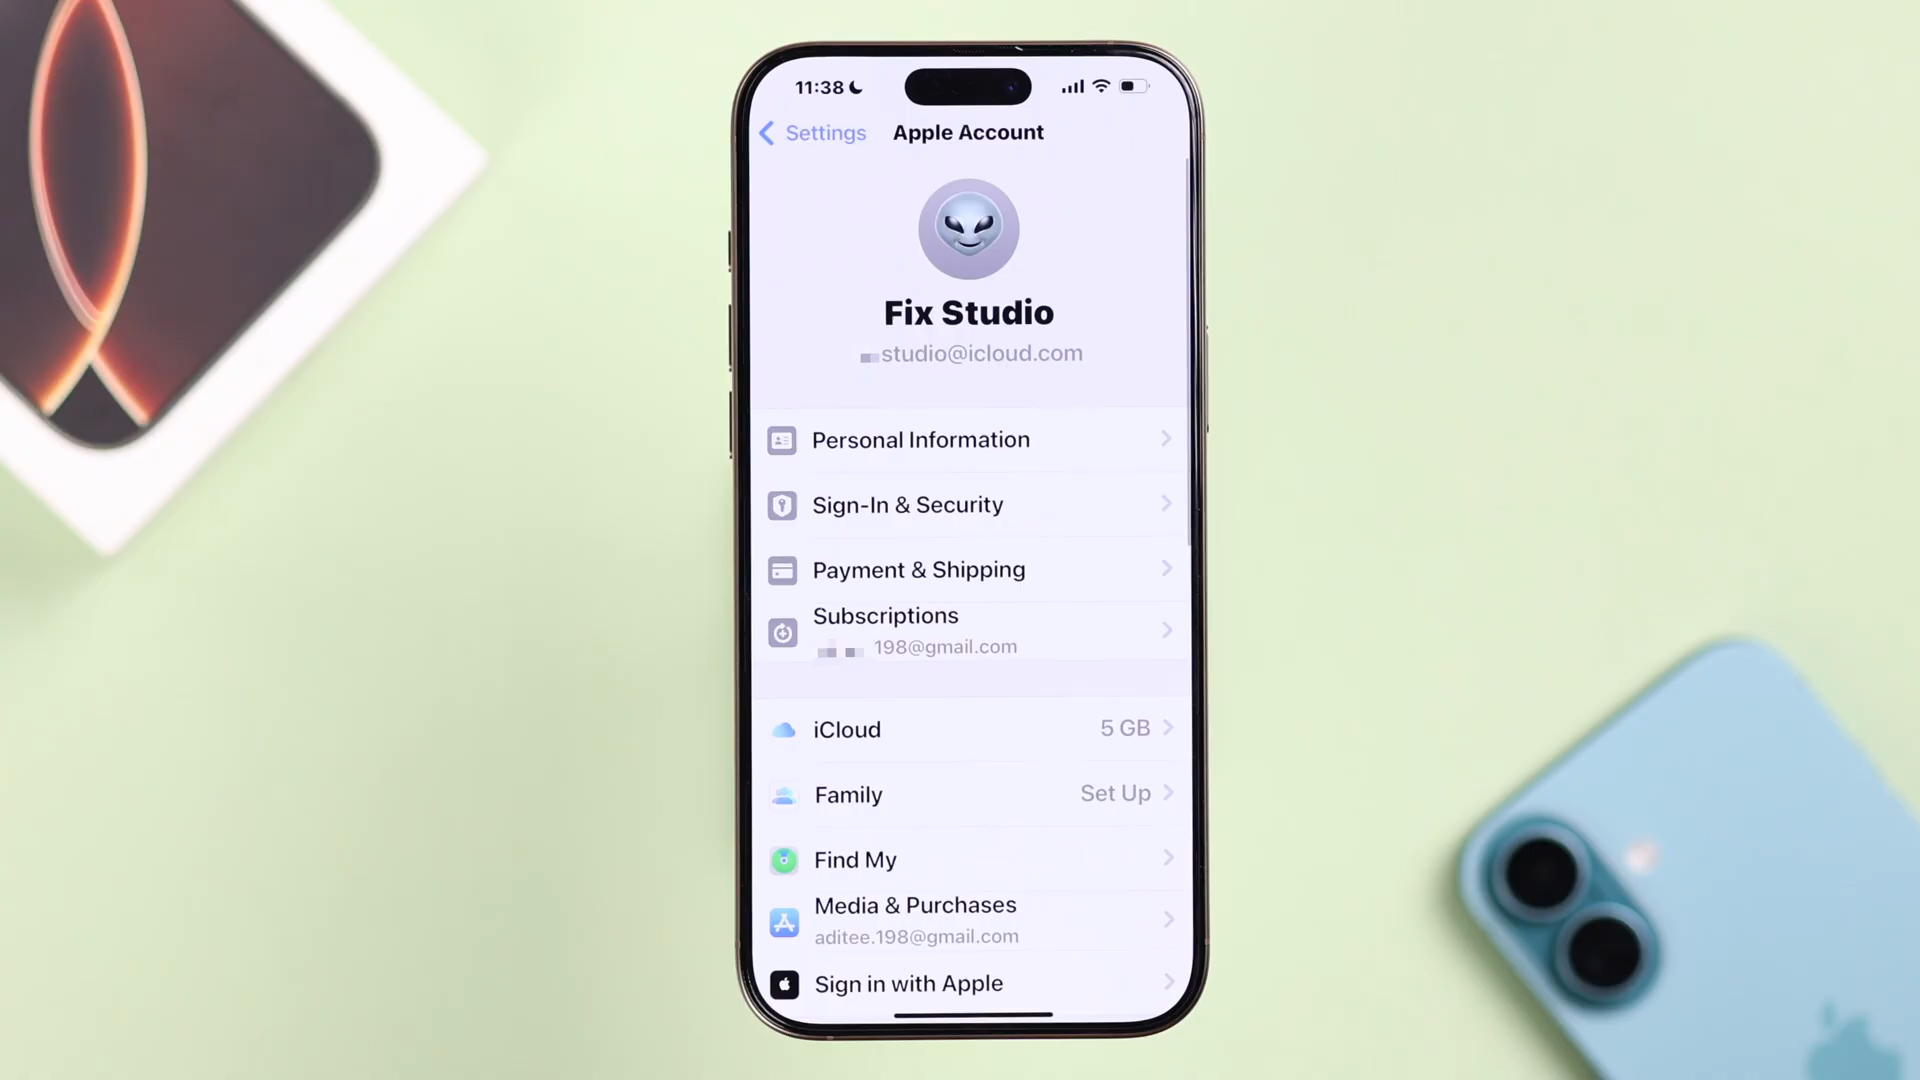 11:38
Settings
Apple Account
Fix Studio
studio@icloud.com
Personal Information
Sign-In & Security
Payment & Shipping
Subscriptions
198@gmail.com
iCloud
5 GB
Family
Set Up
Find My
Media & Purchases
aditee.198@gmail.com
Sign in with Apple